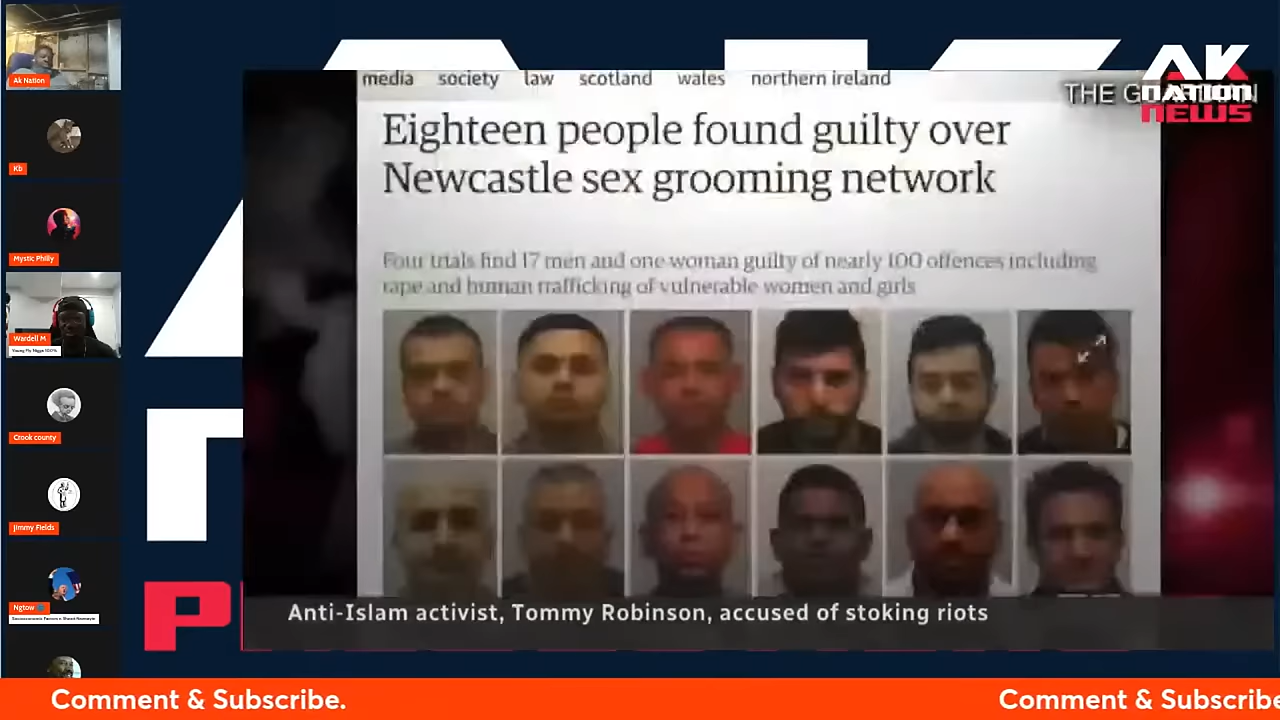 Ak Nation
Kb
Mystic Philly
Wardell M
Crook county
Jimmy Fields
Ngtow
media society law scotland wales northern ireland
THE G
AK
NATION
NEWS
Eighteen people found guilty over
Newcastle sex grooming network
Four trials find 17 men and one woman guilty of nearly 100 offences including
rape and human trafficking of vulnerable women and girls
Anti-Islam activist, Tommy Robinson, accused of stoking riots
P
Comment & Subscribe.
Comment & Subscribe